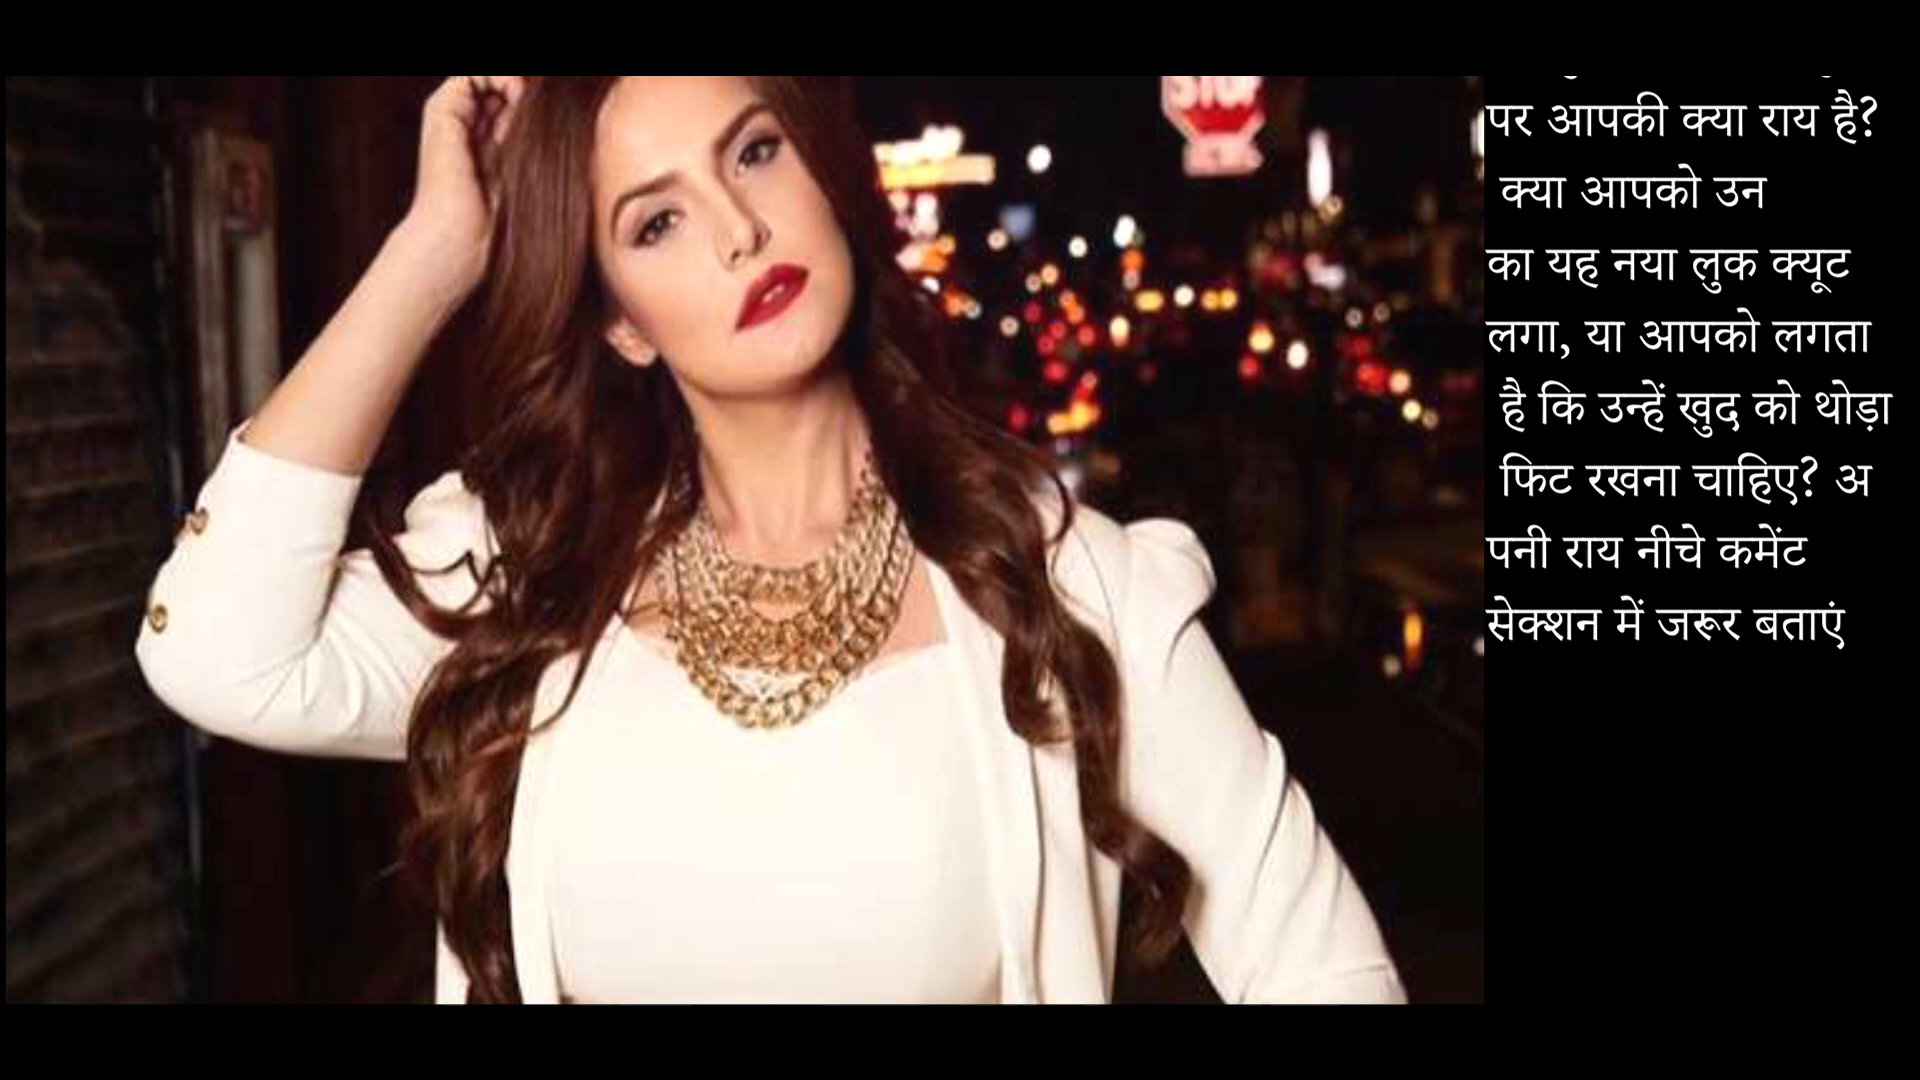 पर आपकी क्या राय है?
क्या आपको उन
का यह नया लुक क्यूट
लगा, या आपको लगता
है कि उन्हें खुद को थोड़ा
फिट रखना चाहिए? अ
पनी राय नीचे कमेंट
सेक्शन में जरूर बताएं